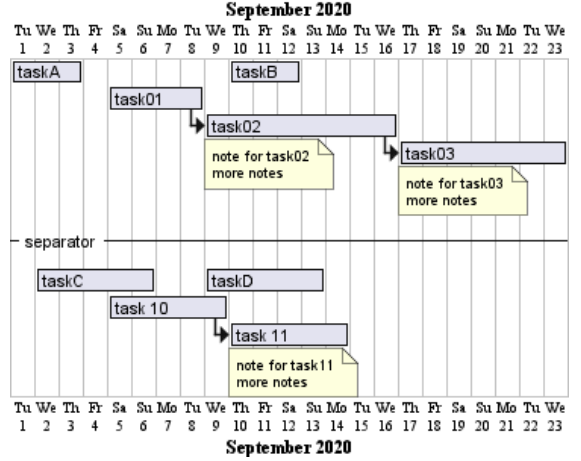 September 2020
Tu We Th Fr Sa Su Mo Tu We Th Fr Sa Su Mo Tu We Th Fr Sa Su Mo Tu We
1 2 3 4 5 6 7 8 9 10 11 12 13 14 15 16 17 18 19 20 21 22 23
taskA taskB
task01
task02
note for task02
more notes
task03
note for task03
more notes
separator
taskC taskD
task 10
task 11
note for task11
more notes
Tu We Th Fr Sa Su Mo Tu We Th Fr Sa Su Mo Tu We Th Fr Sa Su Mo Tu We
1 2 3 4 5 6 7 8 9 10 11 12 13 14 15 16 17 18 19 20 21 22 23
September 2020